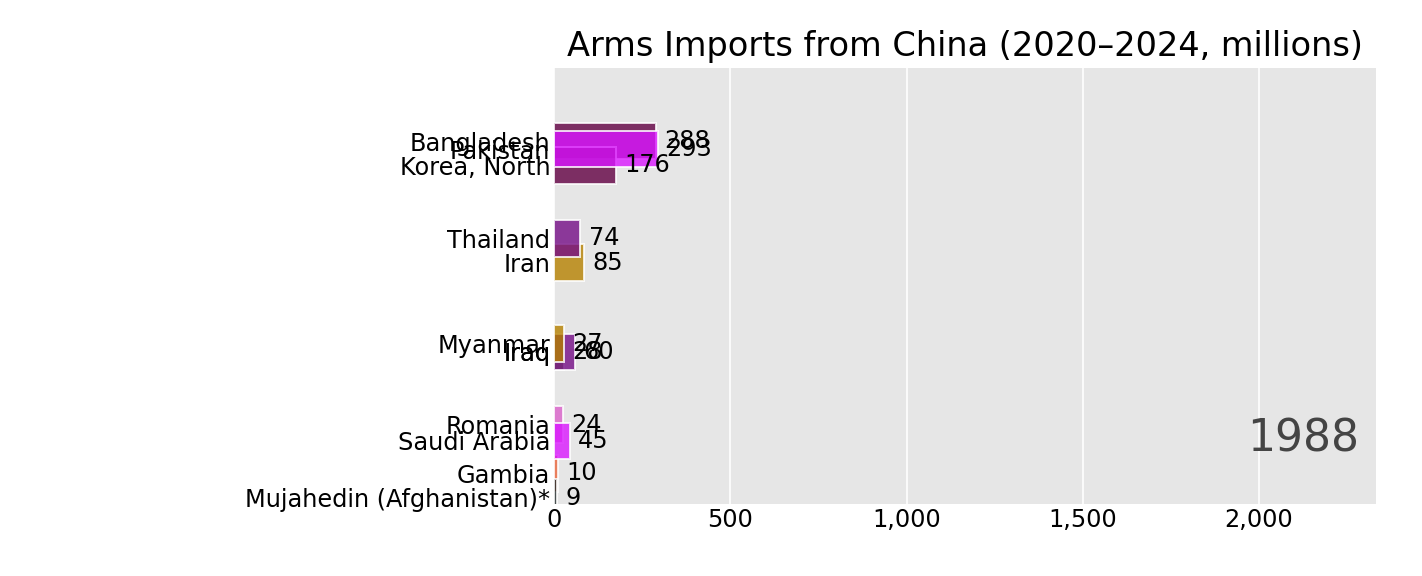 Arms Imports from China (2020–2024, millions)
Bangladesh 288
Pakistan 293
Korea, North 176
Thailand 74
Iran 85
Myanmar 27
Iraq 28 60
Romania 24
Saudi Arabia 45
1988
Gambia 10
Mujahedin (Afghanistan)* 9
0 500 1,000 1,500 2,000